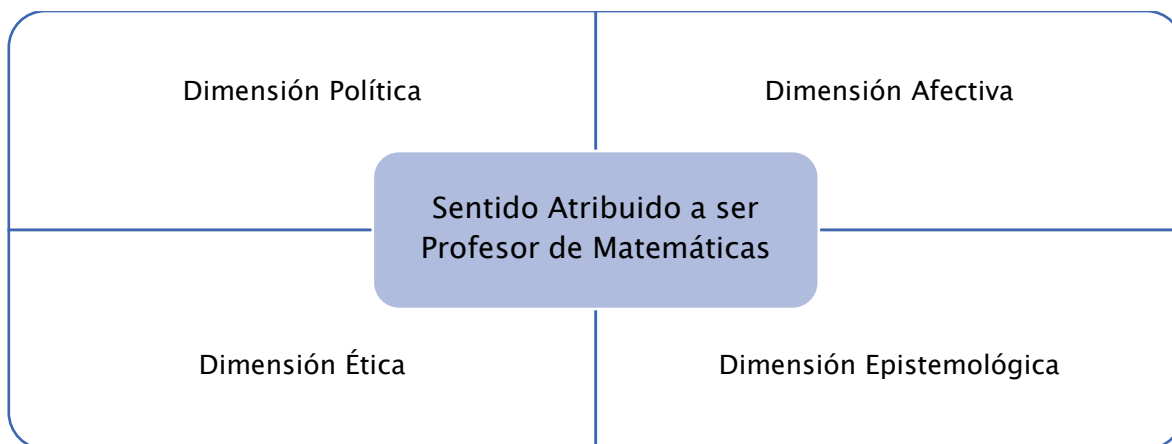 Dimensión Política
Dimensión Afectiva
Sentido Atribuido a ser
Profesor de Matemáticas
Dimensión Ética
Dimensión Epistemológica